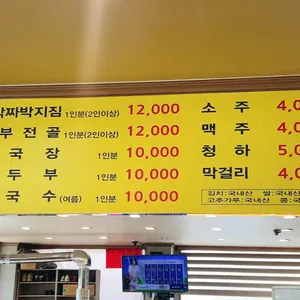 짜박지짐 1인분(2인이상) 12,000
부전골 1인분(2인이상) 12,000
국장 1인분 10,000
두부 1인분 10,000
국수 (여름) 10,000
소주 4,0
맥주 4,0
청하 5,0
막걸리 4,0
김치:국내산 쌀:국내산
고추가루:국내산 콩:국